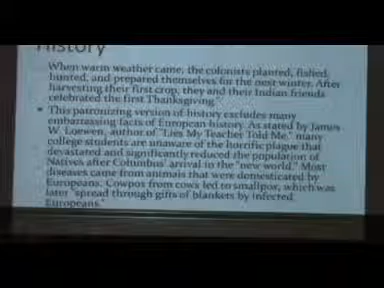 History
When warm weather came, the colonists planted, fished,
hunted, and prepared themselves for the next winter. After
harvesting their first crop, they and their Indian friends
celebrated the first Thanksgiving"
• This patronizing version of history excludes many
embarrassing facts of European history. As stated by James
W. Loewen, author of "Lies My Teacher Told Me," many
college students are unaware of the horrific plague that
devastated and significantly reduced the population of
Natives after Columbus' arrival in the "new world." Most
diseases came from animals that were domesticated by
Europeans. Cowpox from cows led to smallpox, which was
later "spread through gifts of blankets by infected
Europeans."